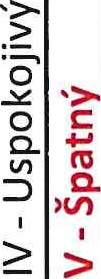 IV - Uspokojivý
V - Špatný